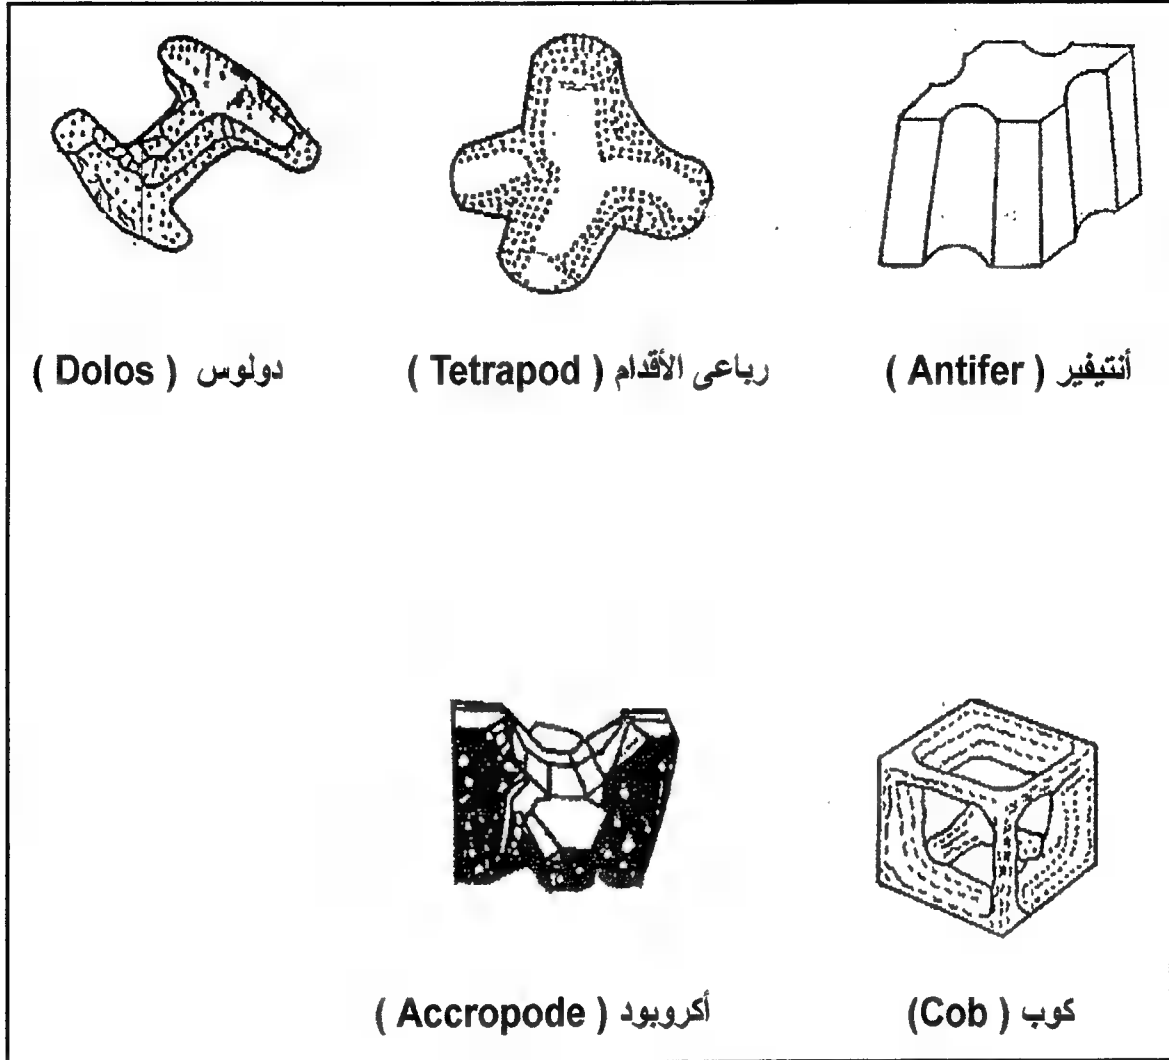 أنتيفير ( Antifer )
رباعى الأقدام ( Tetrapod )
دولوس ( Dolos )
كوب ( Cob )
أكروبود ( Accropode )